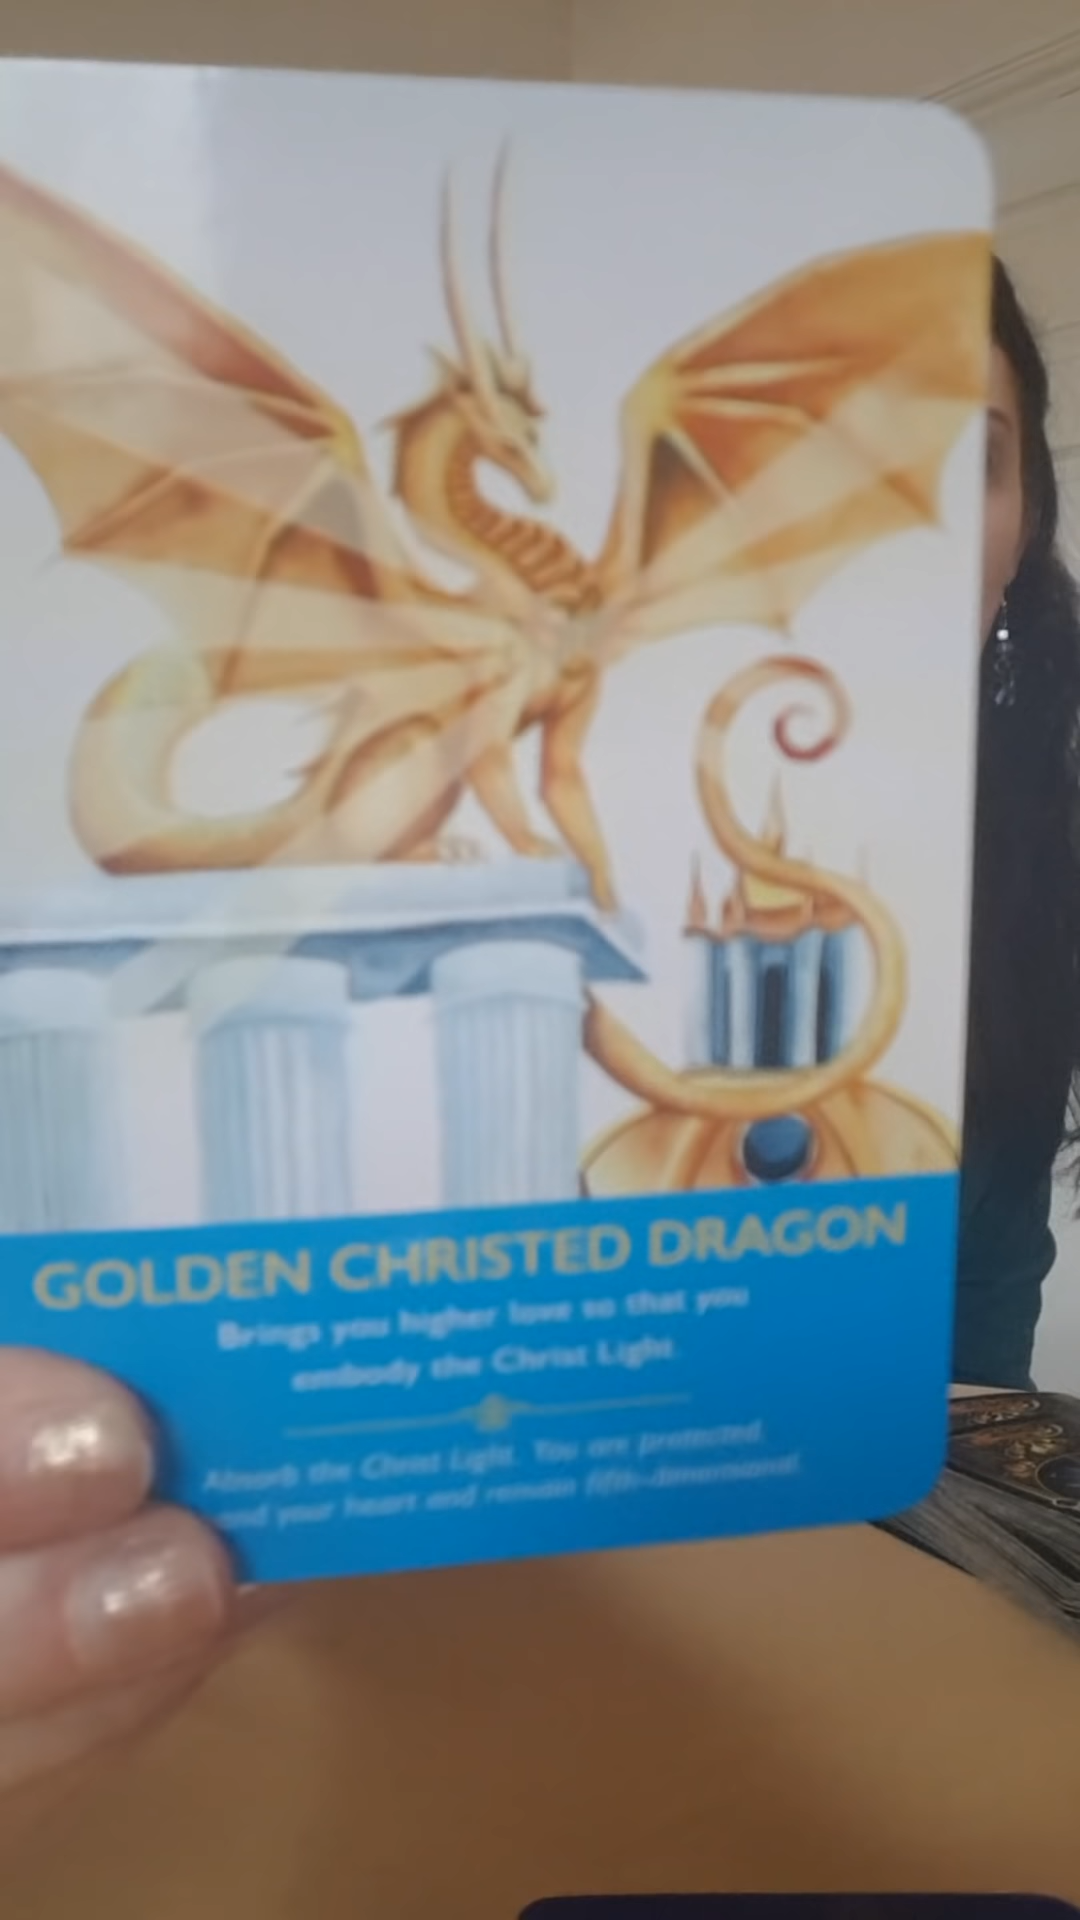 GOLDEN CHRISTED DRAGON
Brings you higher love so that you
embody the Christ Light.
Absorb the Christ Light. You are protected.
and your heart and remain fifth-dimensional.